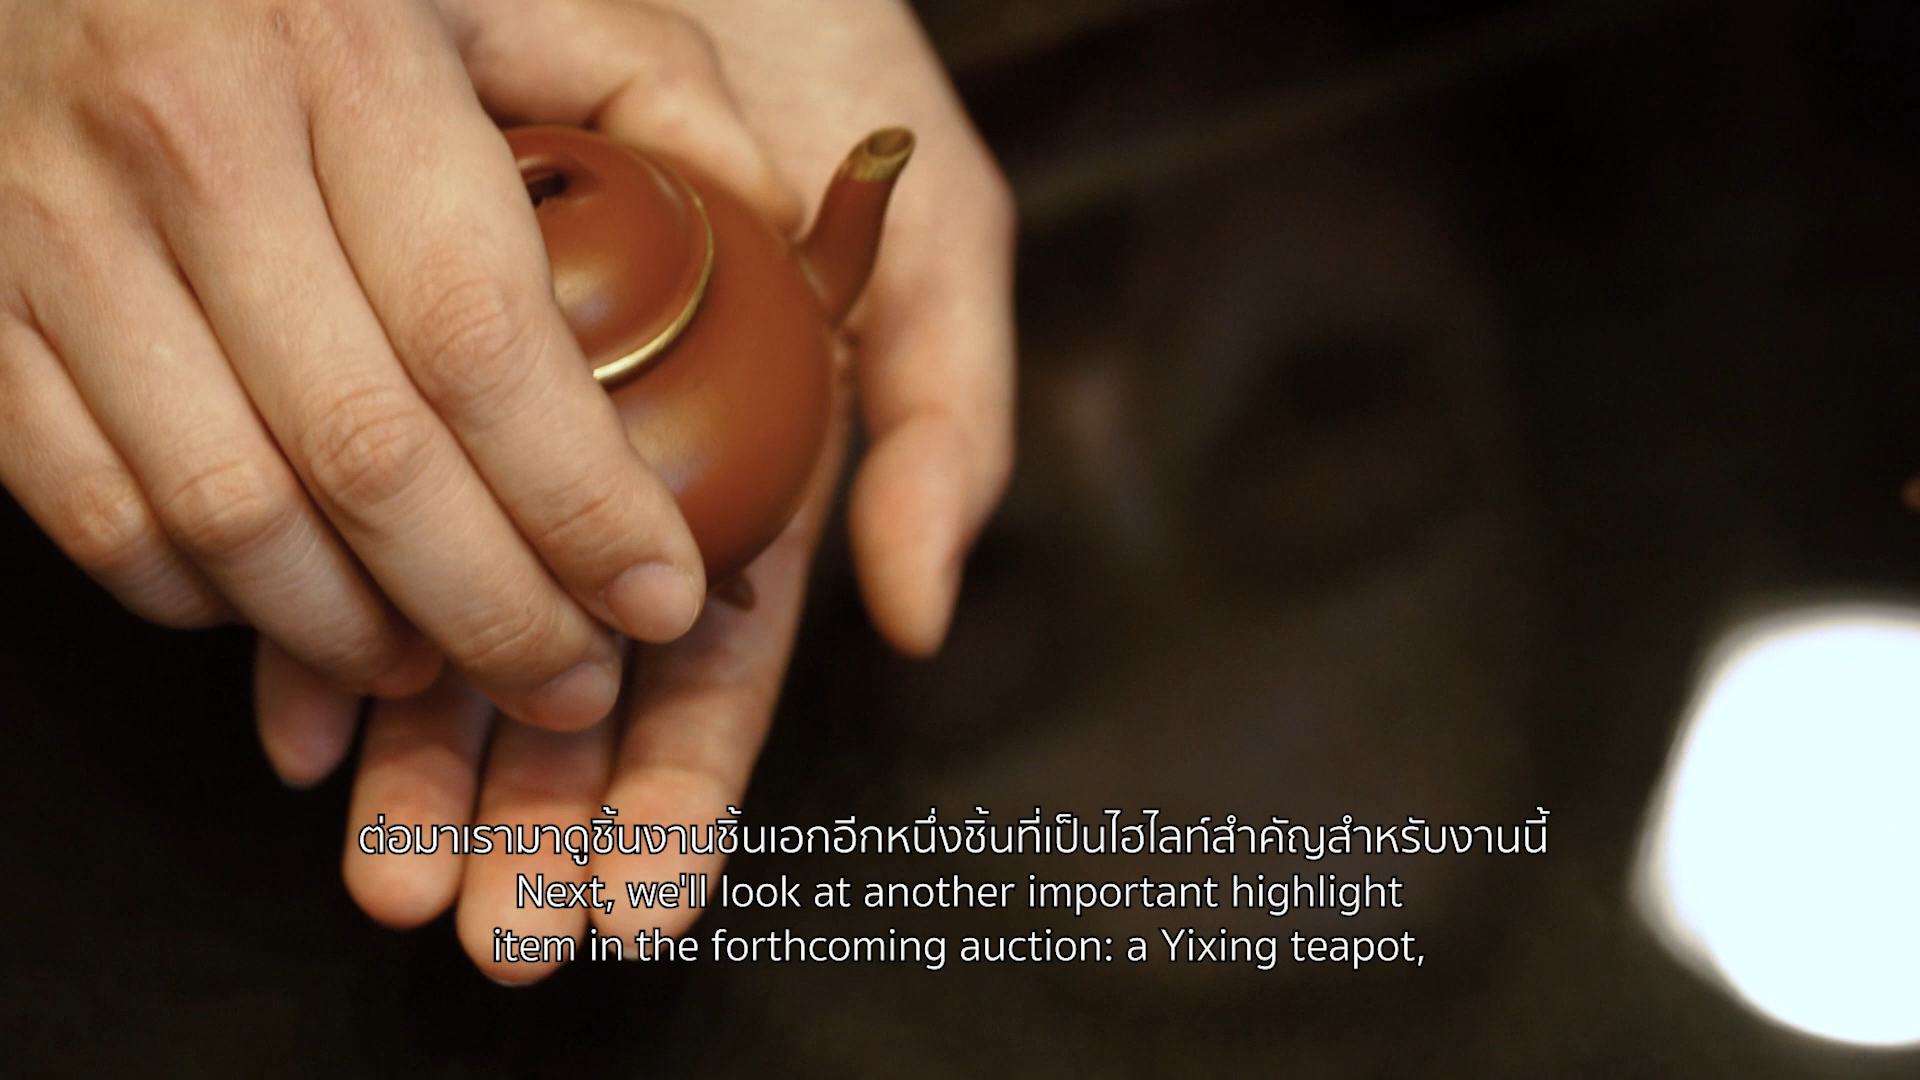 ต่อมาเรามาดูชิ้นงานชิ้นเอกอีกหนึ่งชิ้นที่เป็นไฮไลท์สำคัญสำหรับงานนี้
Next, we'll look at another important highlight
item in the forthcoming auction: a Yixing teapot,